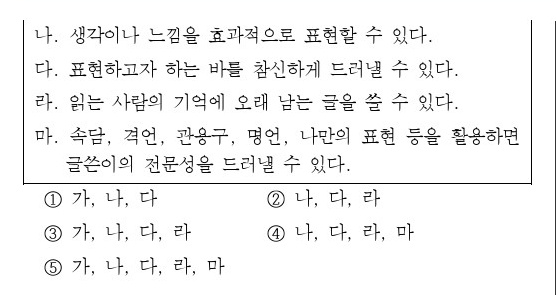 나. 생각이나 느낌을 효과적으로 표현할 수 있다.
다. 표현하고자 하는 바를 참신하게 드러낼 수 있다.
라. 읽는 사람의 기억에 오래 남는 글을 쓸 수 있다.
마. 속담, 격언, 관용구, 명언, 나만의 표현 등을 활용하면
글쓴이의 전문성을 드러낼 수 있다.
① 가, 나, 다 ② 나, 다, 라
③ 가, 나, 다, 라 ④ 나, 다, 라, 마
⑤ 가, 나, 다, 라, 마